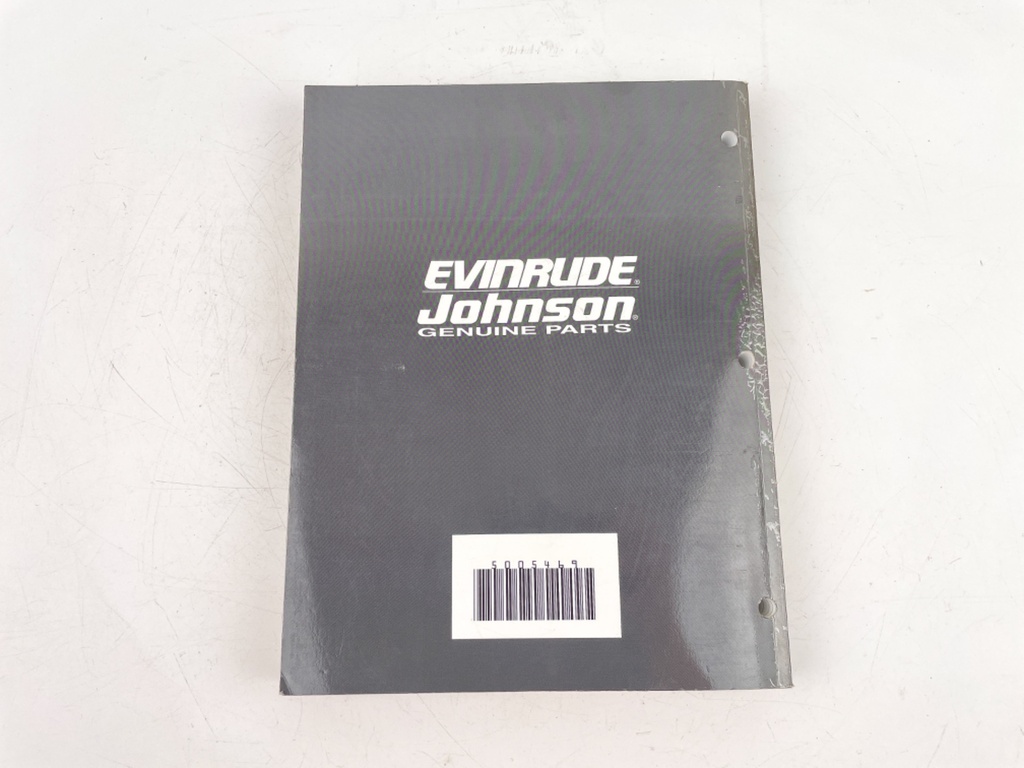 EVINRUDE®
Johnson®
GENUINE PARTS
5005469